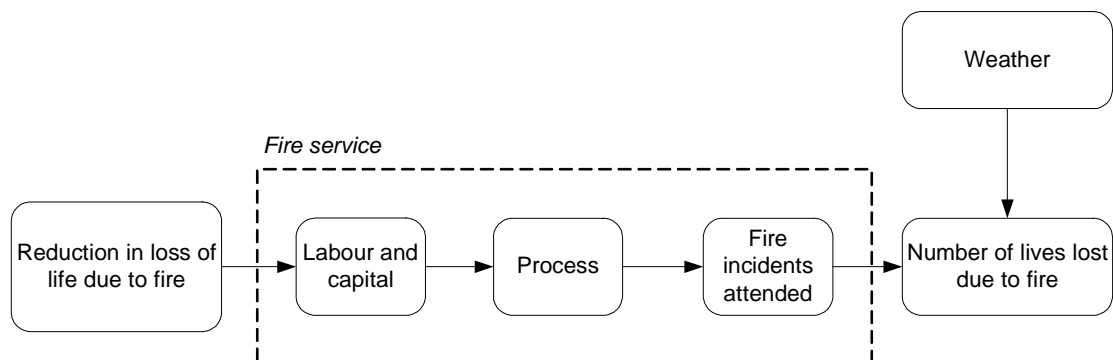 Weather
Fire service
Reduction in loss of
life due to fire
Labour and
capital
Process
Fire
incidents
attended
Number of lives lost
due to fire